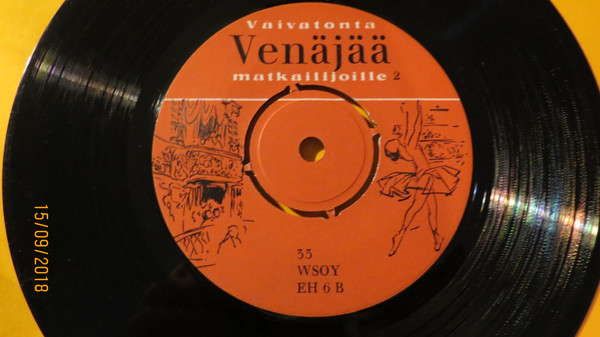 Vaivatonta
Venäjää
matkailijoille 2
33
WSOY
EH 6 B
15/09/2018